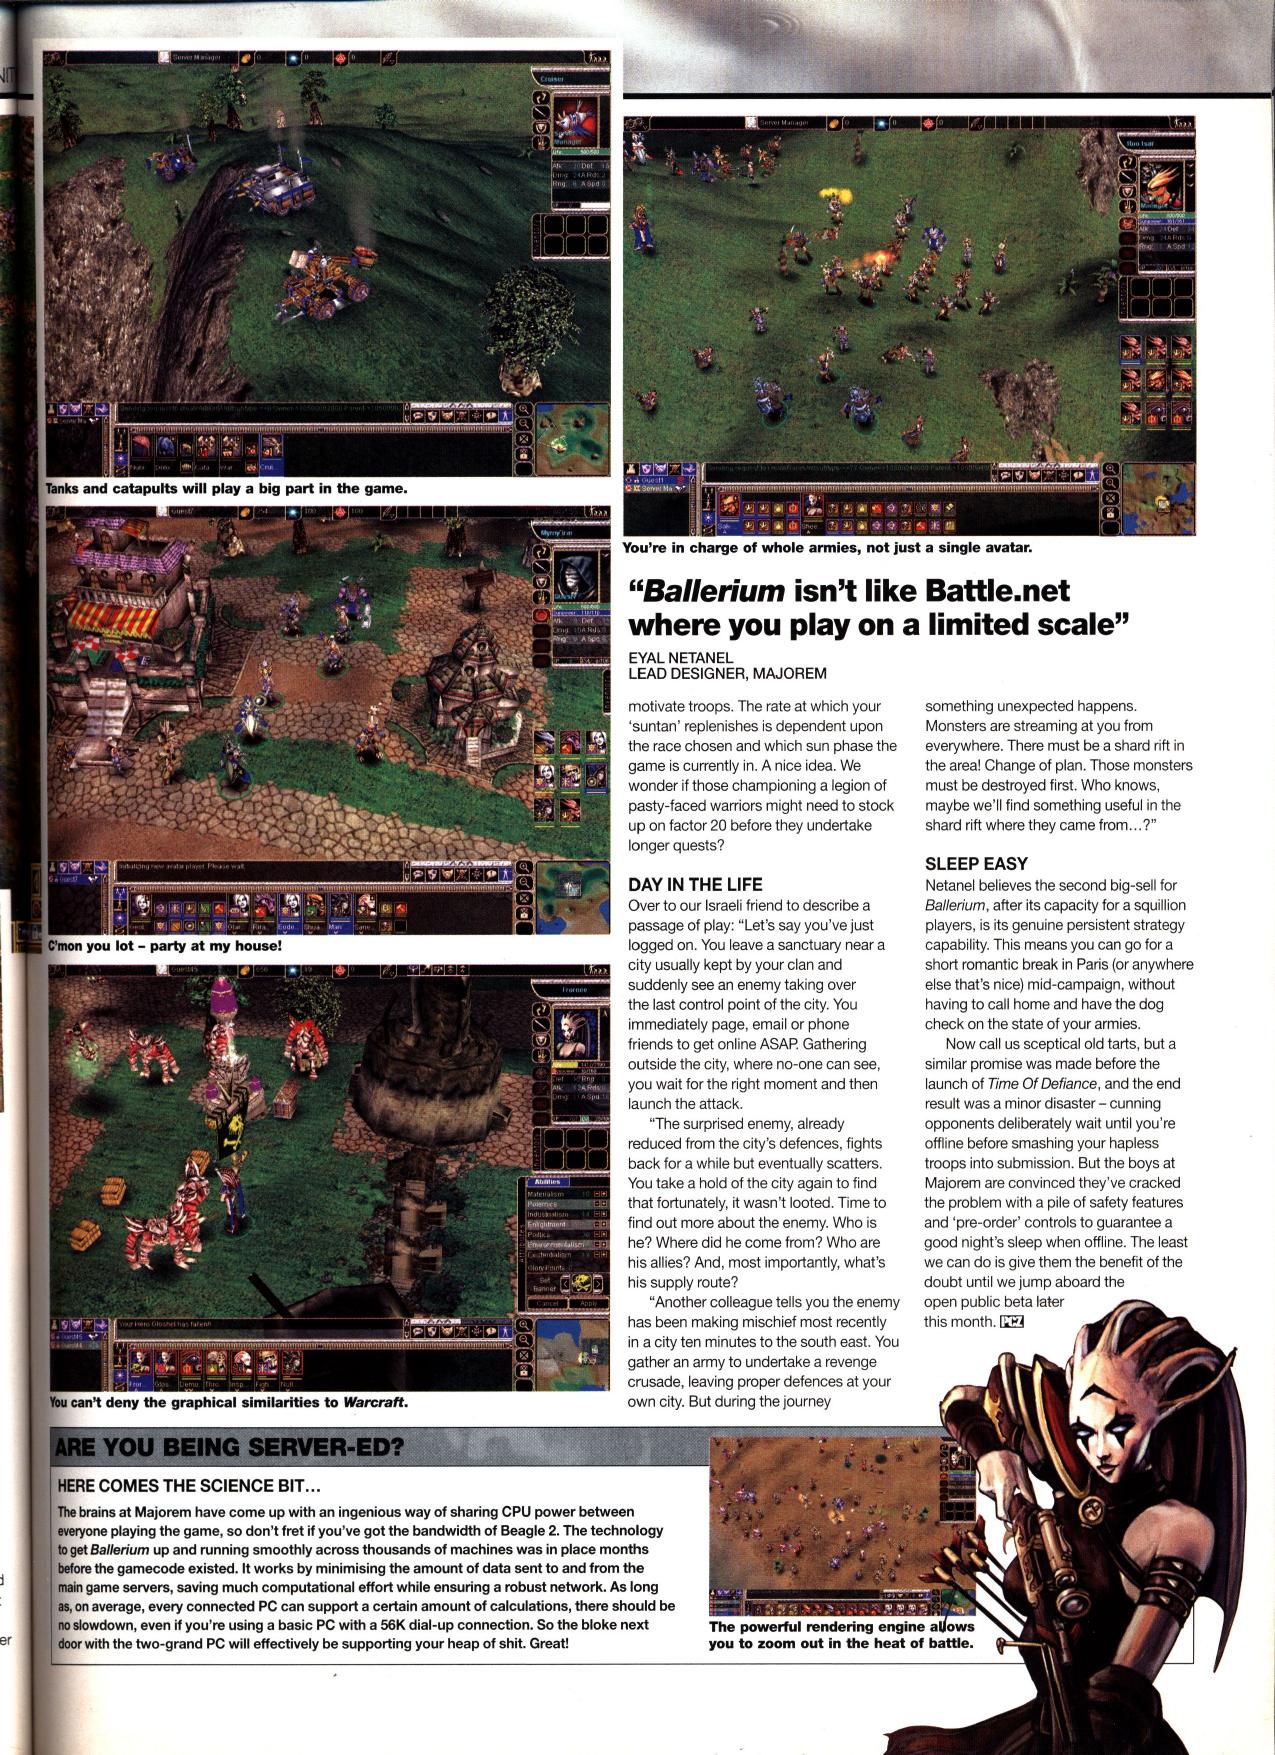 Tanks and catapults will play a big part in the game.
C'mon you lot – party at my house!
You can't deny the graphical similarities to Warcraft.
You're in charge of whole armies, not just a single avatar.
“Ballerium isn't like Battle.net
where you play on a limited scale”
EYAL NETANEL
LEAD DESIGNER, MAJOREM
motivate troops. The rate at which your
‘suntan’ replenishes is dependent upon
the race chosen and which sun phase the
game is currently in. A nice idea. We
wonder if those championing a legion of
pasty-faced warriors might need to stock
up on factor 20 before they undertake
longer quests?
DAY IN THE LIFE
Over to our Israeli friend to describe a
passage of play: “Let's say you've just
logged on. You leave a sanctuary near a
city usually kept by your clan and
suddenly see an enemy taking over
the last control point of the city. You
immediately page, email or phone
friends to get online ASAP. Gathering
outside the city, where no-one can see,
you wait for the right moment and then
launch the attack.
“The surprised enemy, already
reduced from the city's defences, fights
back for a while but eventually scatters.
You take a hold of the city again to find
that fortunately, it wasn't looted. Time to
find out more about the enemy. Who is
he? Where did he come from? Who are
his allies? And, most importantly, what's
his supply route?
“Another colleague tells you the enemy
has been making mischief most recently
in a city ten minutes to the south east. You
gather an army to undertake a revenge
crusade, leaving proper defences at your
own city. But during the journey
something unexpected happens.
Monsters are streaming at you from
everywhere. There must be a shard rift in
the area! Change of plan. Those monsters
must be destroyed first. Who knows,
maybe we'll find something useful in the
shard rift where they came from…?”
SLEEP EASY
Netanel believes the second big-sell for
Ballerium, after its capacity for a squillion
players, is its genuine persistent strategy
capability. This means you can go for a
short romantic break in Paris (or anywhere
else that's nice) mid-campaign, without
having to call home and have the dog
check on the state of your armies.
Now call us sceptical old tarts, but a
similar promise was made before the
launch of Time Of Defiance, and the end
result was a minor disaster – cunning
opponents deliberately wait until you're
offline before smashing your hapless
troops into submission. But the boys at
Majorem are convinced they've cracked
the problem with a pile of safety features
and ‘pre-order’ controls to guarantee a
good night's sleep when offline. The least
we can do is give them the benefit of the
doubt until we jump aboard the
open public beta later
this month. PCZ
ARE YOU BEING SERVER-ED?
HERE COMES THE SCIENCE BIT...
The brains at Majorem have come up with an ingenious way of sharing CPU power between
everyone playing the game, so don't fret if you've got the bandwidth of Beagle 2. The technology
to get Ballerium up and running smoothly across thousands of machines was in place months
before the gamecode existed. It works by minimising the amount of data sent to and from the
main game servers, saving much computational effort while ensuring a robust network. As long
as, on average, every connected PC can support a certain amount of calculations, there should be
no slowdown, even if you're using a basic PC with a 56K dial-up connection. So the bloke next
door with the two-grand PC will effectively be supporting your heap of shit. Great!
The powerful rendering engine allows
you to zoom out in the heat of battle.